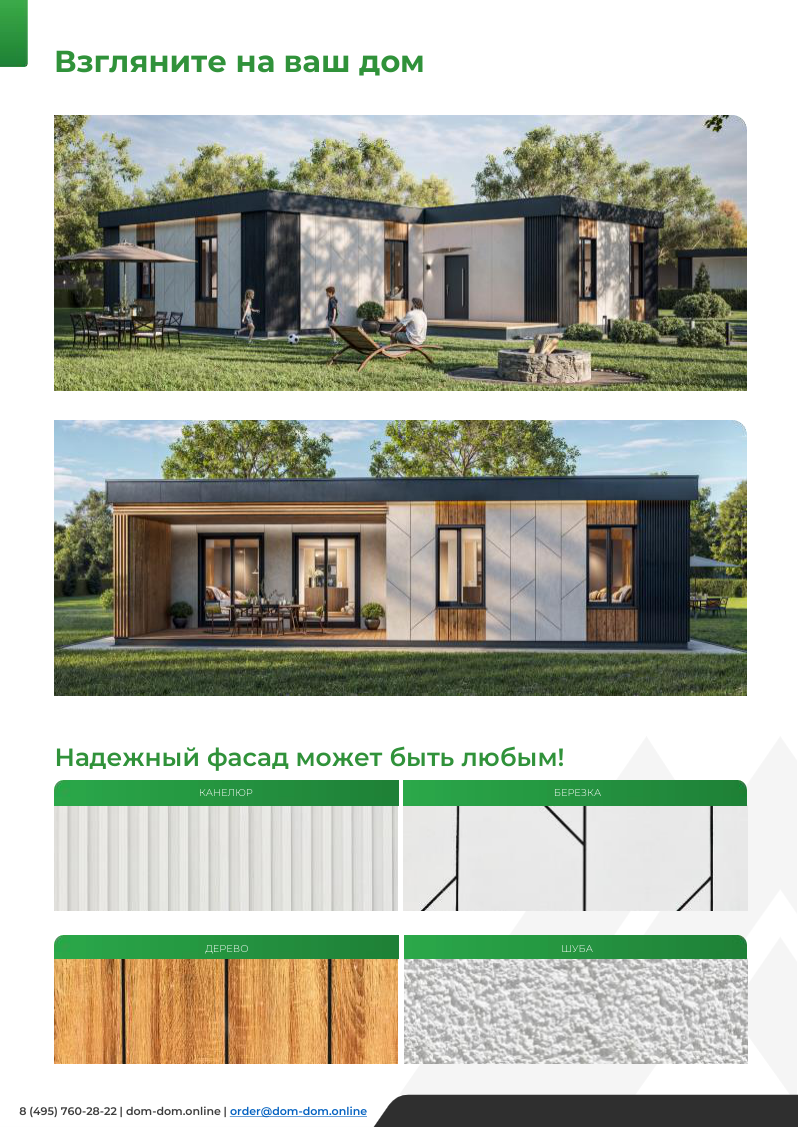 Взгляните на ваш дом
Надежный фасад может быть любым!
КАНЕЛЮР
БЕРЕЗКА
ДЕРЕВО
ШУБА
8 (495) 760-28-22 | dom-dom.online | order@dom-dom.online